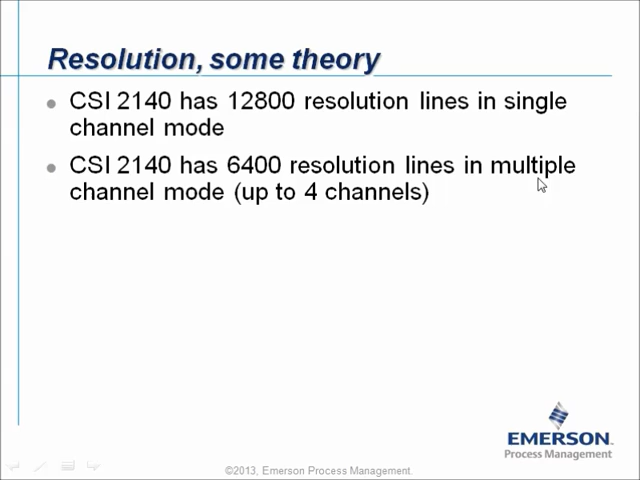 Resolution, some theory
CSI 2140 has 12800 resolution lines in single
channel mode
CSI 2140 has 6400 resolution lines in multiple
channel mode (up to 4 channels)
EMERSON
Process Management
©2013, Emerson Process Management.